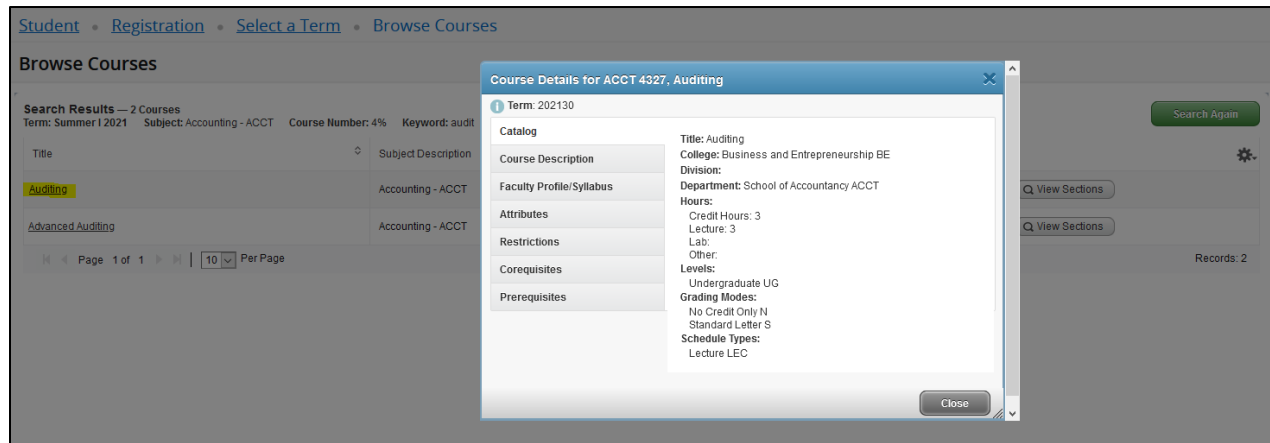 Student • Registration • Select a Term • Browse Courses
Browse Courses
Search Results — 2 Courses
Term: Summer I 2021 Subject: Accounting - ACCT Course Number: 4% Keyword: audit
Search Again
Title Subject Description
Auditing Accounting - ACCT View Sections
Advanced Auditing Accounting - ACCT View Sections
Page 1 of 1 10 Per Page Records: 2
Course Details for ACCT 4327, Auditing
Term: 202130
Catalog
Course Description
Faculty Profile/Syllabus
Attributes
Restrictions
Corequisites
Prerequisites
Title: Auditing
College: Business and Entrepreneurship BE
Division:
Department: School of Accountancy ACCT
Hours:
Credit Hours: 3
Lecture: 3
Lab:
Other:
Levels:
Undergraduate UG
Grading Modes:
No Credit Only N
Standard Letter S
Schedule Types:
Lecture LEC
Close